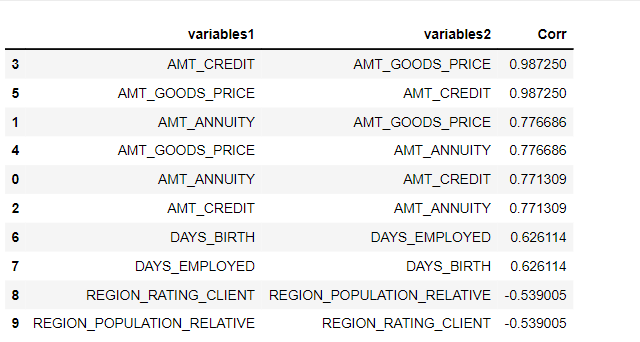 variables1 variables2 Corr
3 AMT_CREDIT AMT_GOODS_PRICE 0.987250
5 AMT_GOODS_PRICE AMT_CREDIT 0.987250
1 AMT_ANNUITY AMT_GOODS_PRICE 0.776686
4 AMT_GOODS_PRICE AMT_ANNUITY 0.776686
0 AMT_ANNUITY AMT_CREDIT 0.771309
2 AMT_CREDIT AMT_ANNUITY 0.771309
6 DAYS_BIRTH DAYS_EMPLOYED 0.626114
7 DAYS_EMPLOYED DAYS_BIRTH 0.626114
8 REGION_RATING_CLIENT REGION_POPULATION_RELATIVE -0.539005
9 REGION_POPULATION_RELATIVE REGION_RATING_CLIENT -0.539005